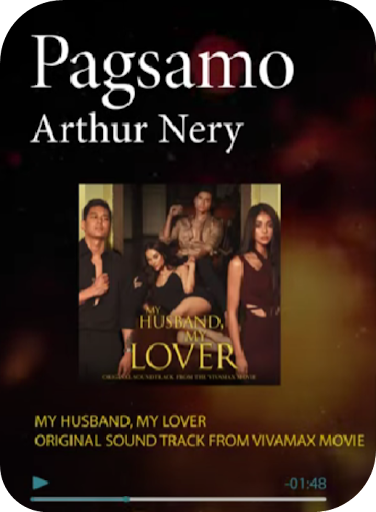 Pagsamo
Arthur Nery
MY
HUSBAND,
MY
LOVER
ORIGINAL SOUNDTRACK FROM THE VIVAMAX MOVIE
MY HUSBAND, MY LOVER
ORIGINAL SOUND TRACK FROM VIVAMAX MOVIE
-01:48